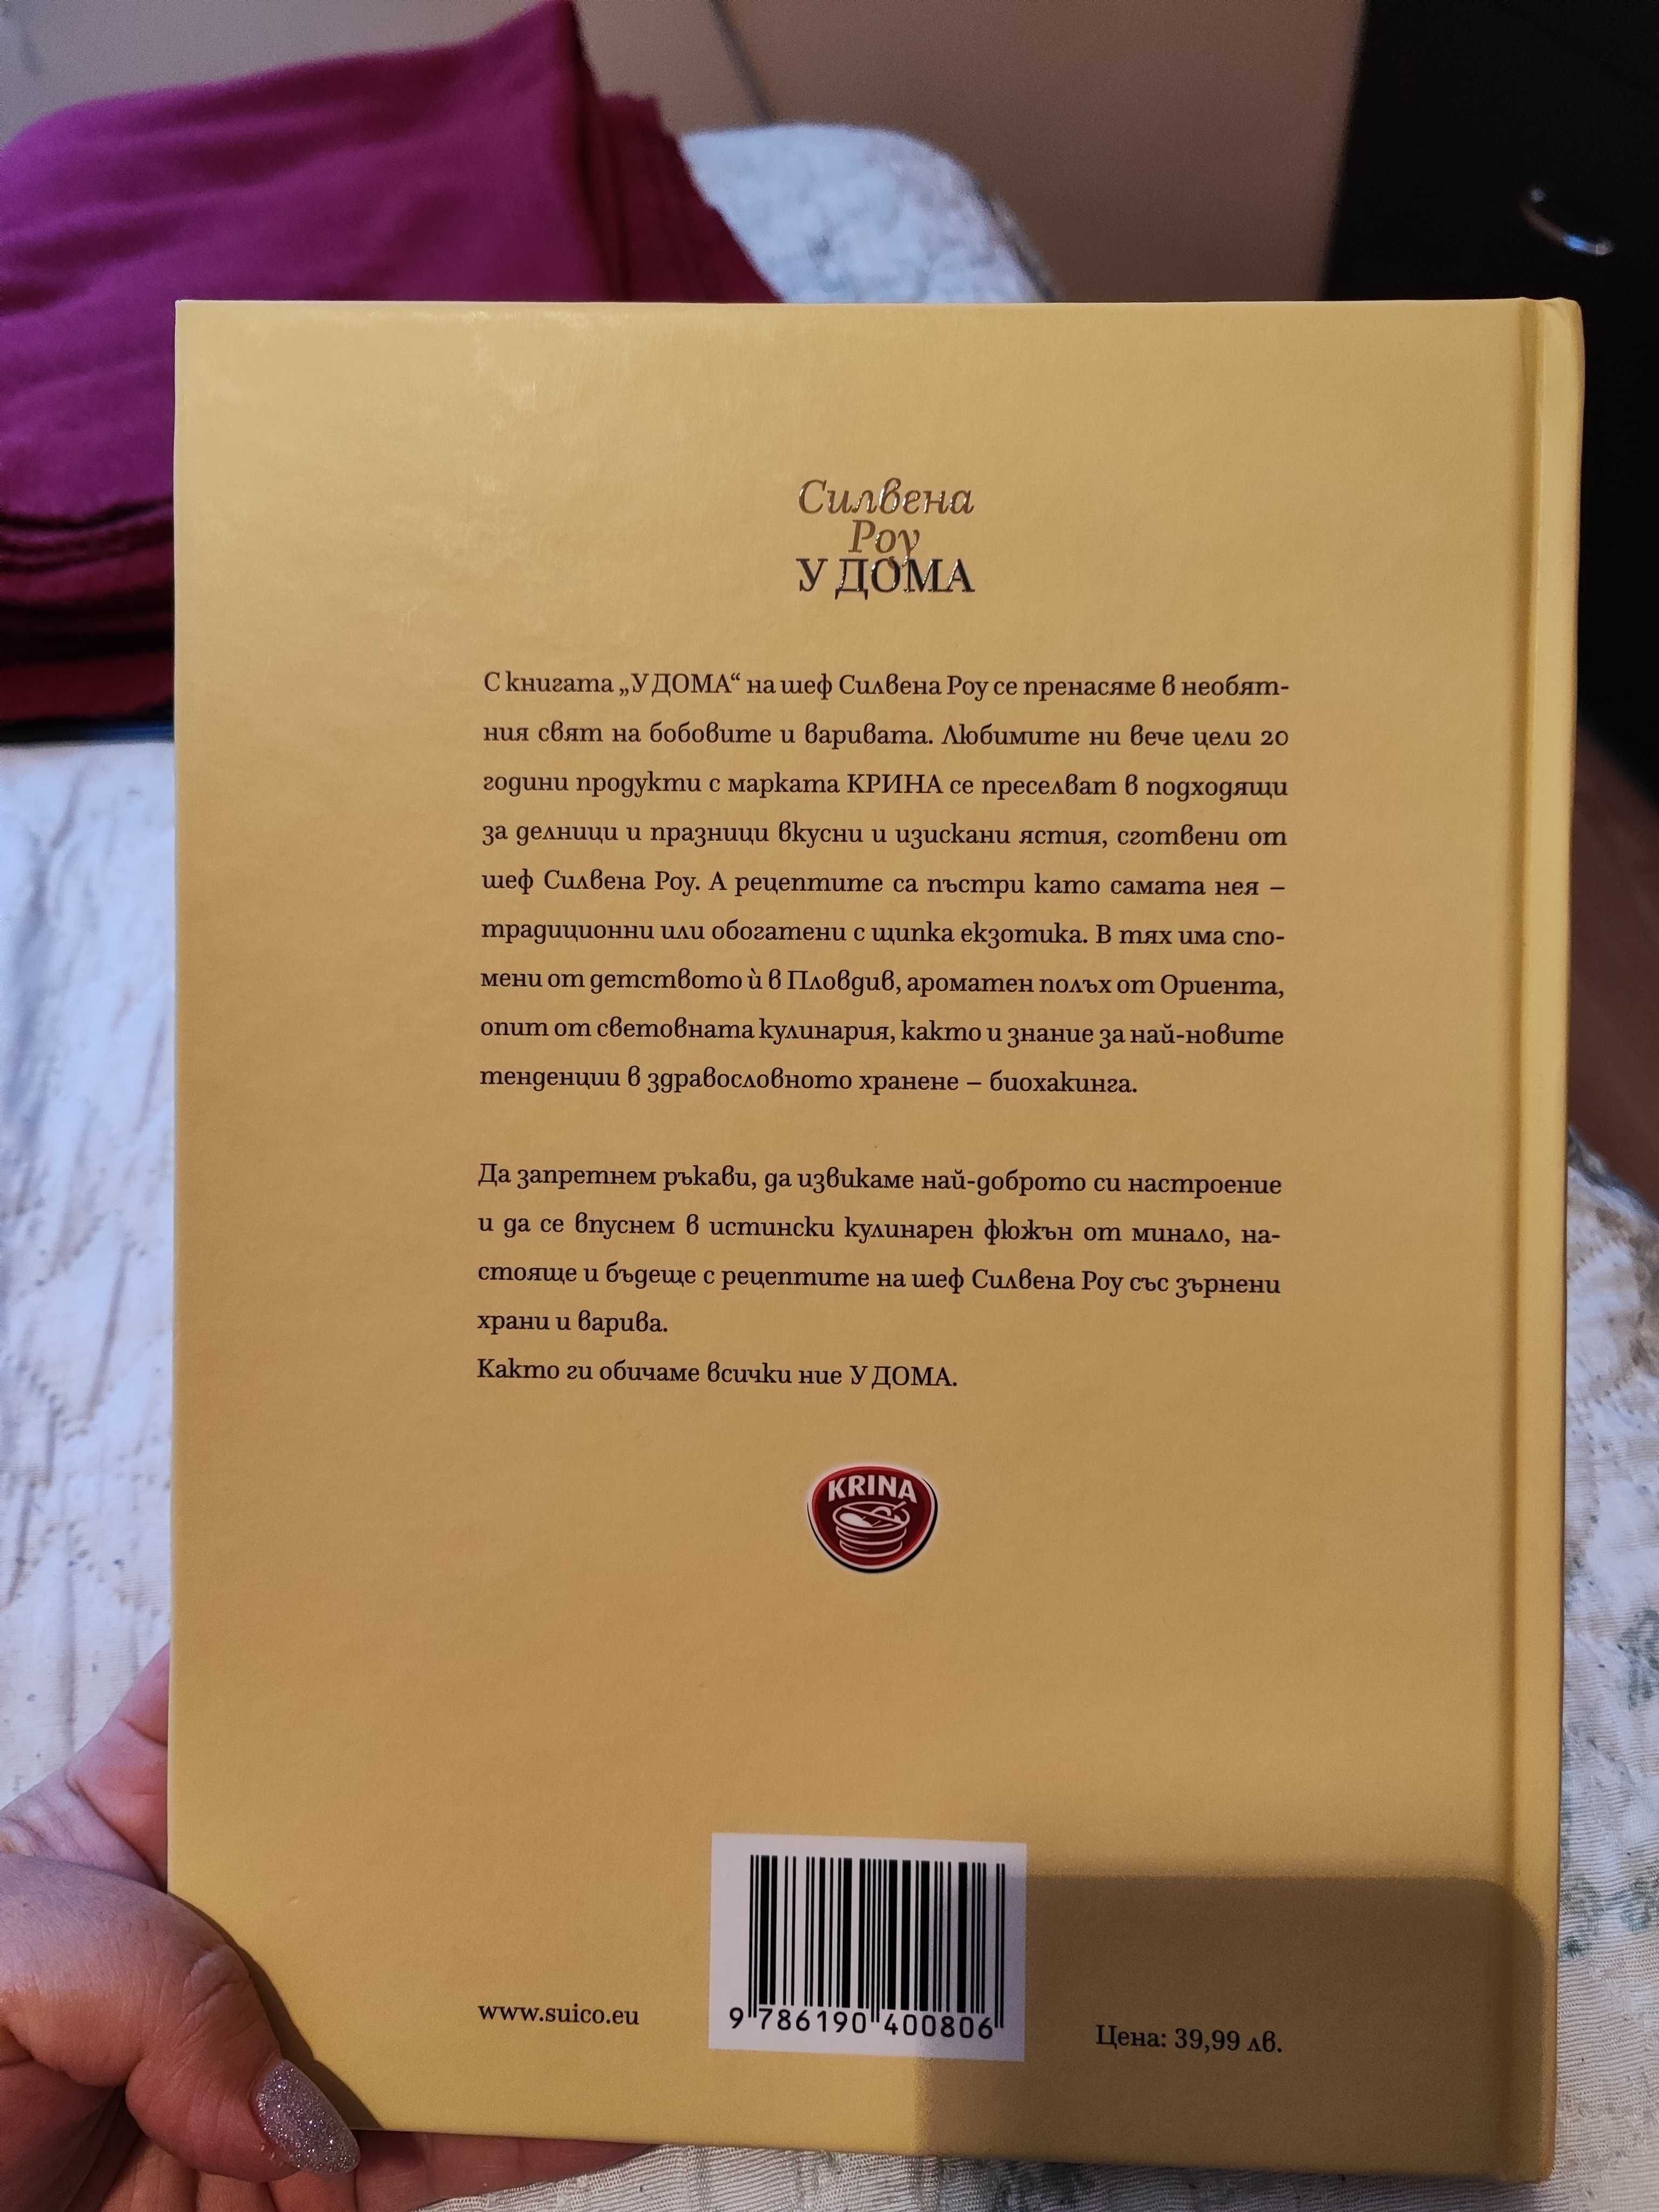 Силвена
Роу
У ДОМА
С книгата „У ДОМА“ на шеф Силвена Роу се пренасяме в необят-
ния свят на бобовите и варивата. Любимите ни вече цели 20
години продукти с марката КРИНА се преселват в подходящи
за делници и празници вкусни и изискани ястия, сготвени от
шеф Силвена Роу. А рецептите са пъстри като самата нея –
традиционни или обогатени с щипка екзотика. В тях има спо-
мени от детството ѝ в Пловдив, ароматен полъх от Ориента,
опит от световната кулинария, както и знание за най-новите
тенденции в здравословното хранене – биохакинга.
Да запретнем ръкави, да извикаме най-доброто си настроение
и да се впуснем в истински кулинарен фюжън от минало, на-
стояще и бъдеще с рецептите на шеф Силвена Роу със зърнени
храни и варива.
Както ги обичаме всички ние У ДОМА.
KRINA
www.suico.eu
9 786190 400806
Цена: 39,99 лв.